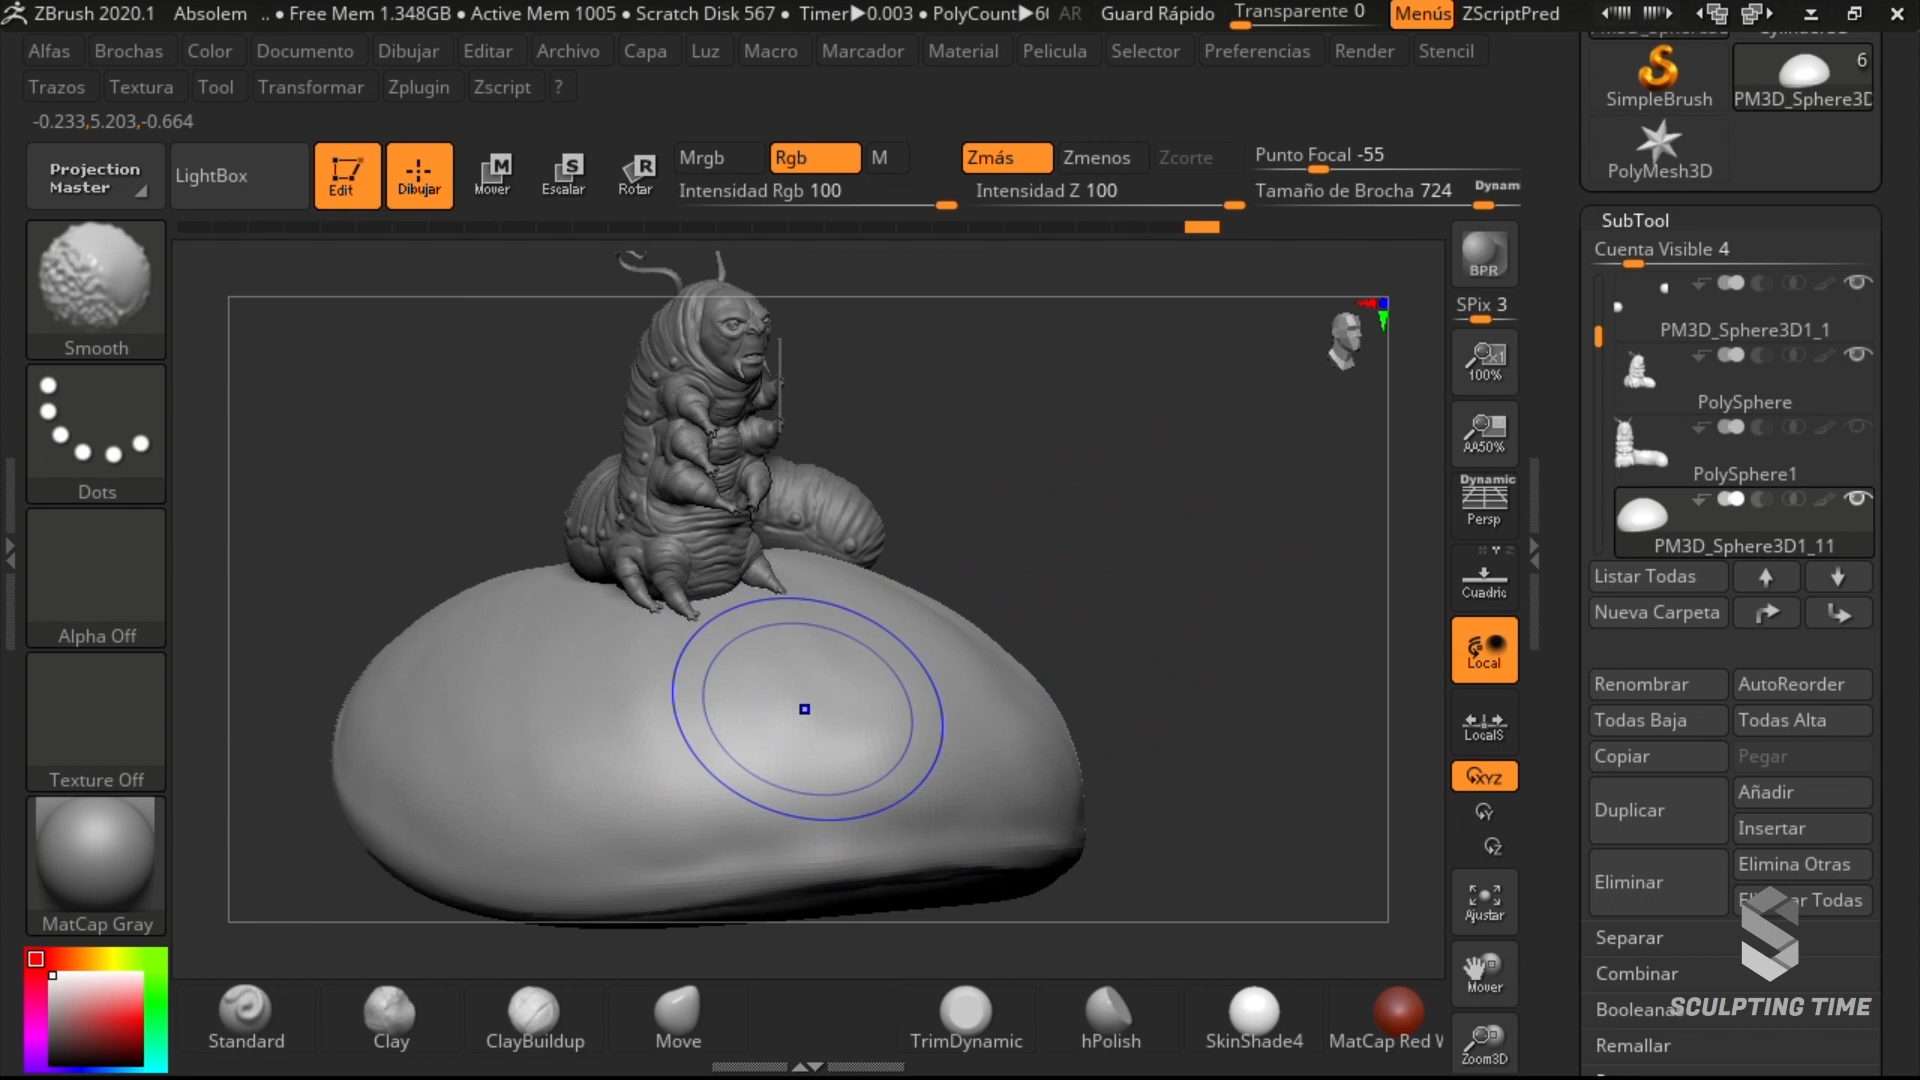 ZBrush 2020.1 Absolem .. • Free Mem 1.348GB • Active Mem 1005 • Scratch Disk 567 • Timer▶0.003 • PolyCount▶ AR Guard Rápido Transparente 0 Menús ZScriptPred
Alfas Brochas Color Documento Dibujar Editar Archivo Capa Luz Macro Marcador Material Pelicula Selector Preferencias Render Stencil
Trazos Textura Tool Transformar Zplugin Zscript ?
-0.233,5.203,-0.664
Projection Master
LightBox
Edit
Dibujar
Mover
Escalar
Rotar
Mrgb Rgb M
Intensidad Rgb 100
Zmás Zmenos Zcorte
Intensidad Z 100
Punto Focal -55
Tamaño de Brocha 724 Dynam
Smooth
Dots
Alpha Off
Texture Off
MatCap Gray
BPR
SPix 3
100%
AA50%
Dynamic
Persp
Cuadríc
Local
LocalS
XYZ
Ajustar
Mover
Zoom3D
Standard Clay ClayBuildup Move TrimDynamic hPolish SkinShade4 MatCap Red W
SimpleBrush
6
PM3D_Sphere3D
PolyMesh3D
SubTool
Cuenta Visible 4
PM3D_Sphere3D1_1
PolySphere
PolySphere1
PM3D_Sphere3D1_11
Listar Todas
Nueva Carpeta
Renombrar AutoReorder
Todas Baja Todas Alta
Copiar Pegar
Duplicar
Añadir
Insertar
Eliminar
Elimina Otras
Todas
Separar
Combinar
Booleana
SCULPTING TIME
Remallar